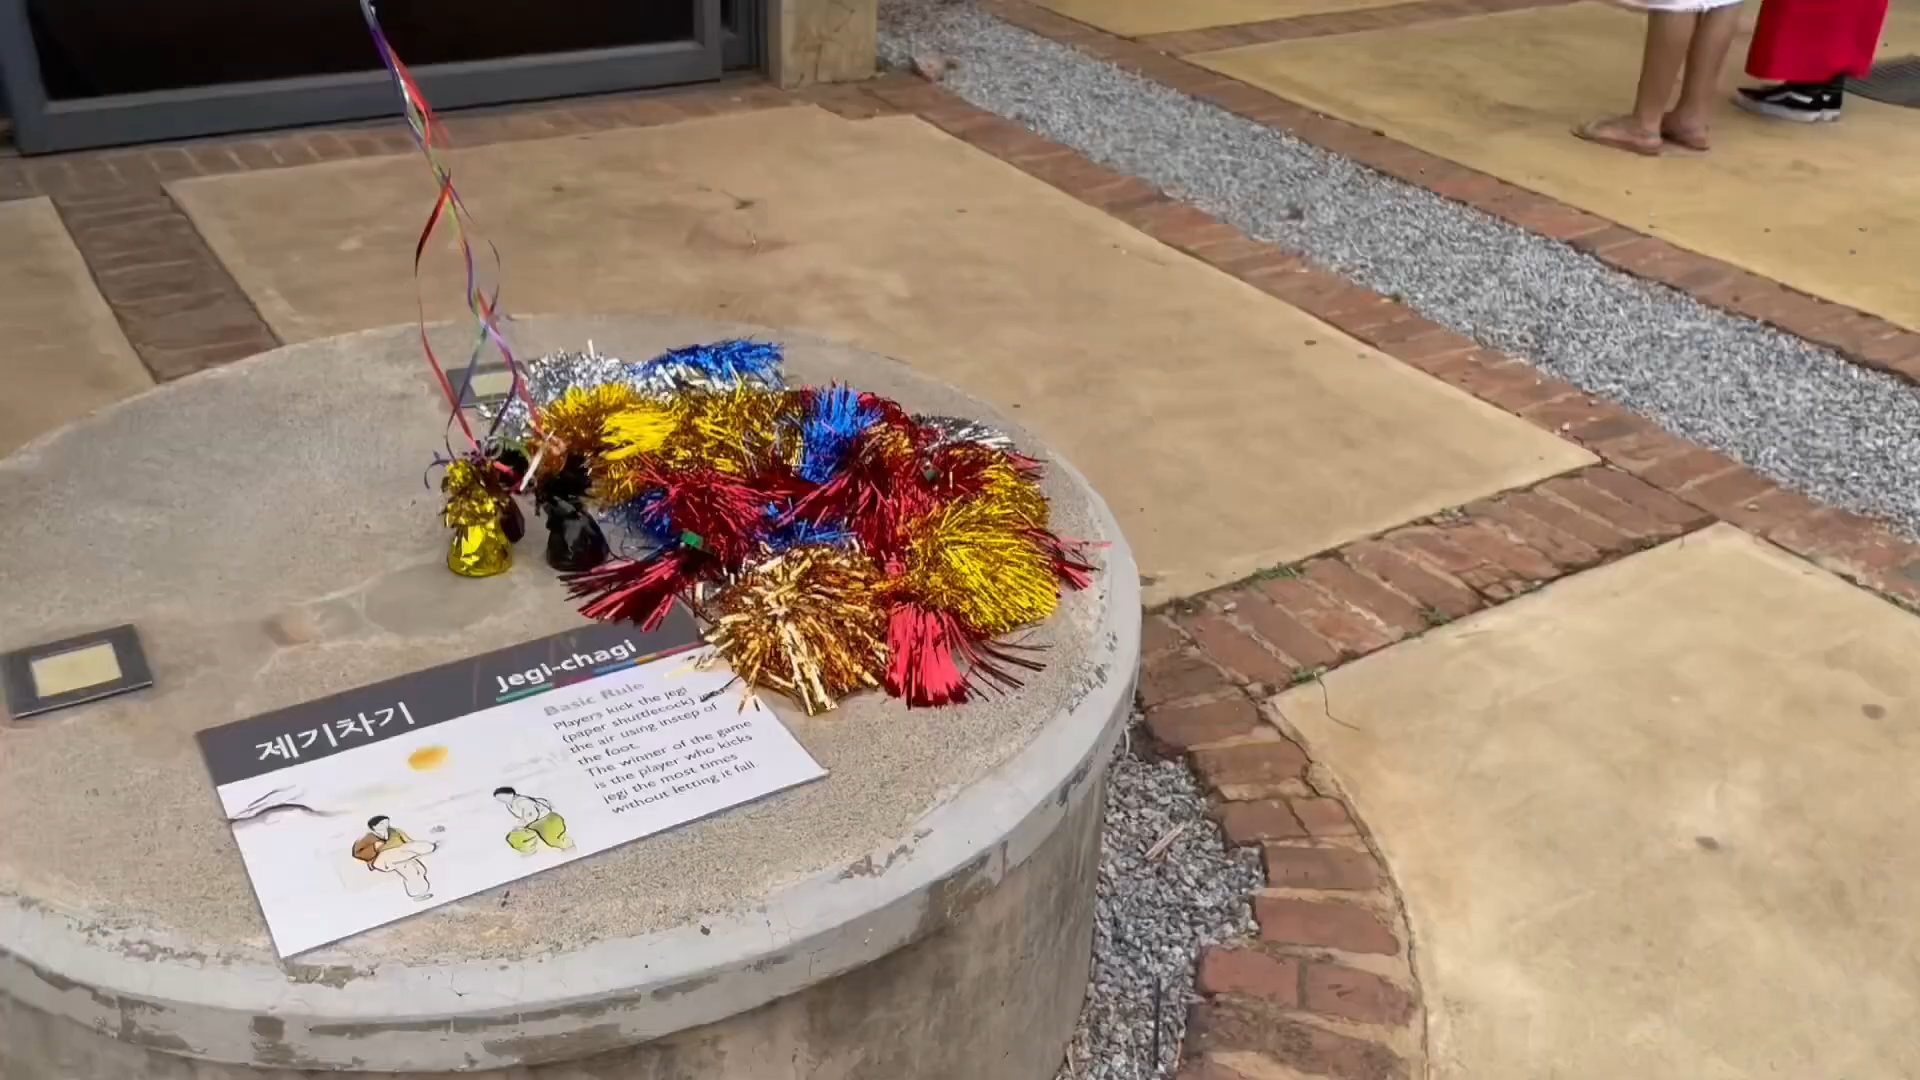 제기차기
Jegi-chagi
Basic Rule
Players kick the jegi
(paper shuttlecock) into
the air using instep of
the foot.
The winner of the game
is the player who kicks
jegi the most times
without letting it fall.